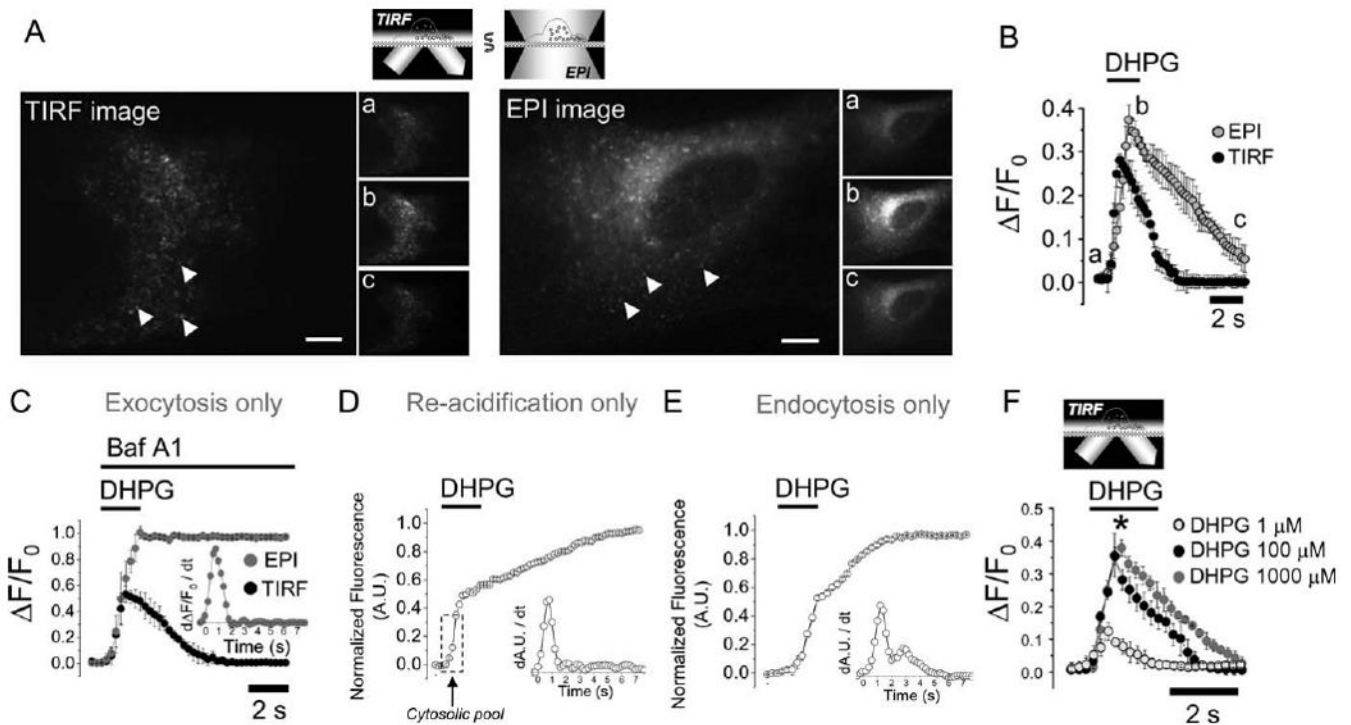 A
TIRF
S
EPi
TIRF image
a
b
c
EPI image
a
b
c
B
DHPG
ΔF/F0
0.4
0.3
0.2
0.1
0.0
a
b
c
EPI
TIRF
2 s
C Exocytosis only
Baf A1
DHPG
ΔF/F0
1.0
0.8
0.6
0.4
0.2
0.0
EPI
TIRF
dΔF/F0 / dt
0 1 2 3 4 5 6 7
Time (s)
2 s
D Re-acidification only
DHPG
Normalized Fluorescence
(A.U.)
1.0
0.8
0.6
0.4
0.2
0.0
Cytosolic pool
dA.U. / dt
0 1 2 3 4 5 6 7
Time (s)
E Endocytosis only
DHPG
Normalized Fluorescence
(A.U.)
1.0
0.8
0.6
0.4
0.2
0.0
dA.U. / dt
0 1 2 3 4 5 6 7
Time (s)
F
TIRF
DHPG
*
ΔF/F0
0.5
0.4
0.3
0.2
0.1
0.0
DHPG 1 μM
DHPG 100 μM
DHPG 1000 μM
2 s